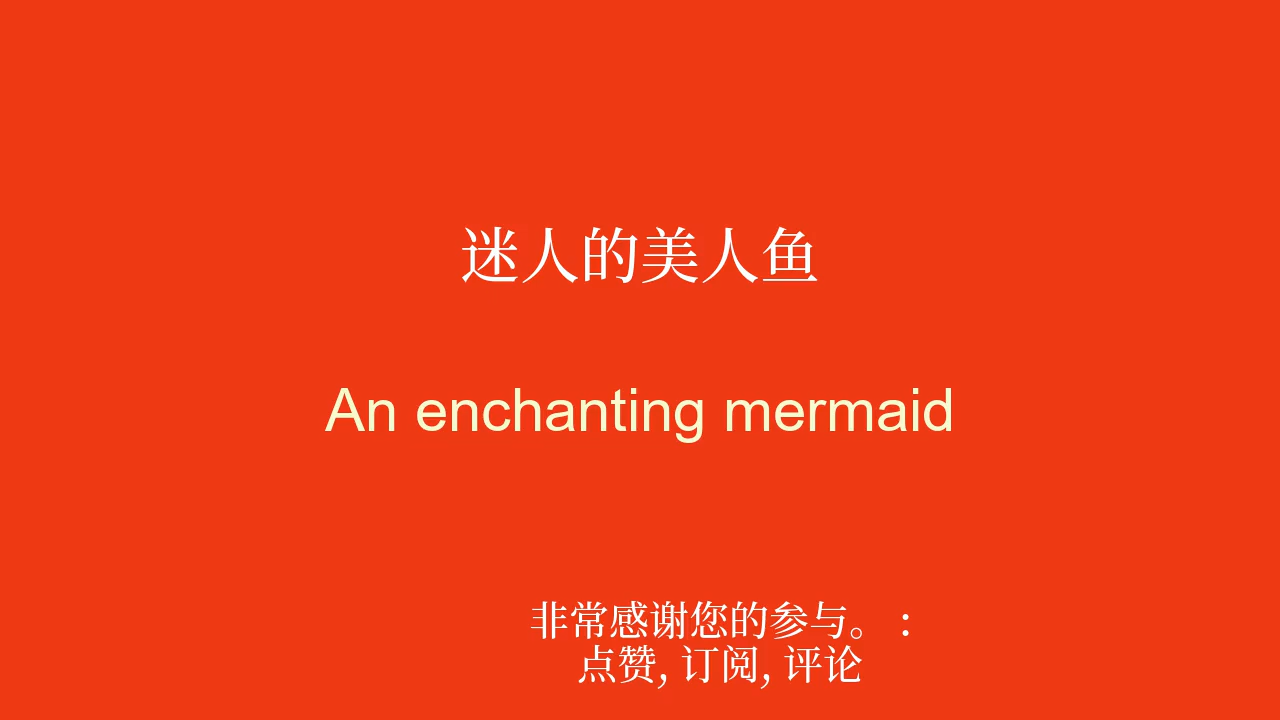 迷人的美人鱼
An enchanting mermaid
非常感谢您的参与。 :
点赞, 订阅, 评论